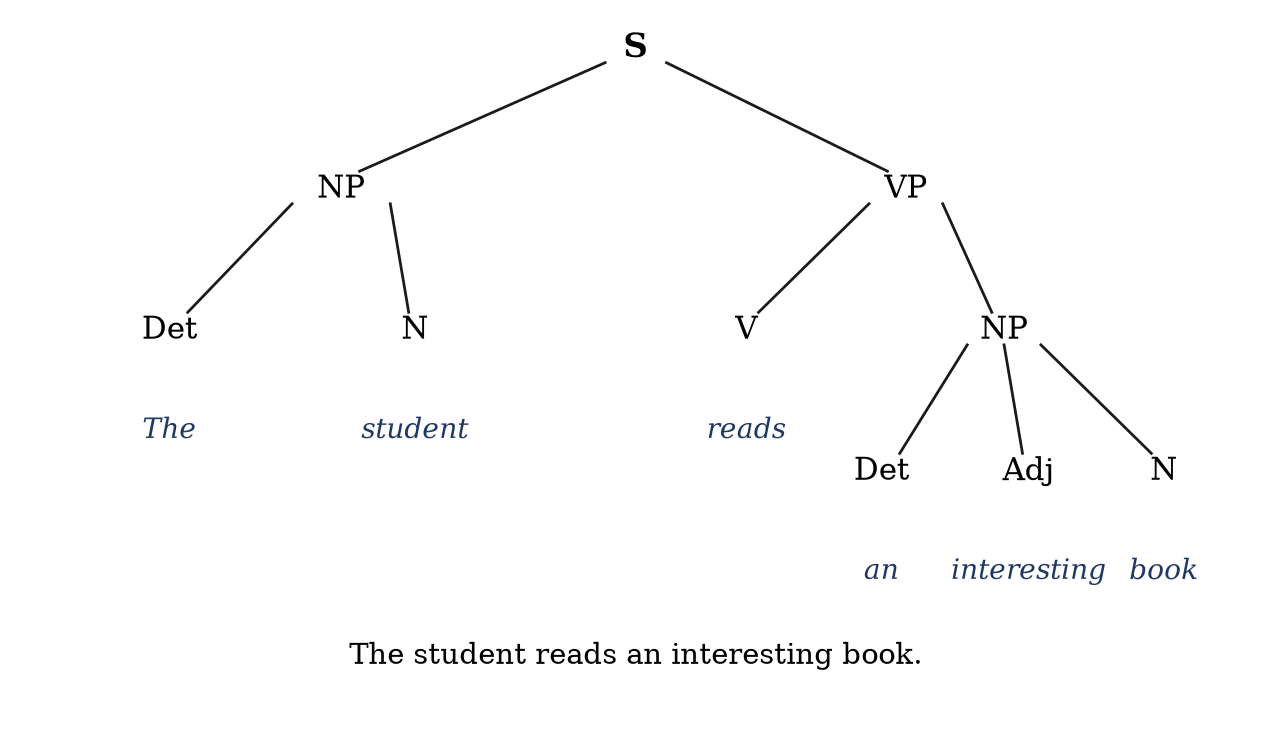 S
NP VP
Det N V NP
The student reads
Det Adj N
an interesting book
The student reads an interesting book.